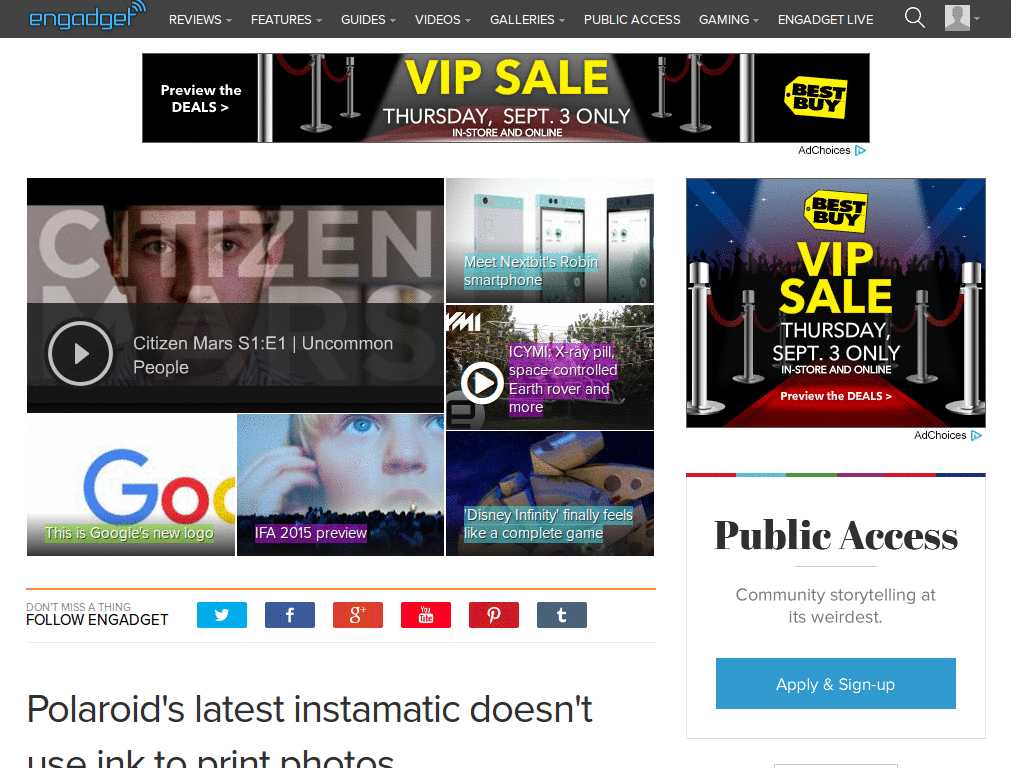 engadget
REVIEWS FEATURES GUIDES VIDEOS GALLERIES PUBLIC ACCESS GAMING ENGADGET LIVE
Preview the
DEALS >
VIP SALE
THURSDAY, SEPT. 3 ONLY
IN-STORE AND ONLINE
BEST
BUY
AdChoices
CITIZEN
MARS
Citizen Mars S1:E1 | Uncommon
People
Meet Nextbit's Robin
smartphone
ICYMI: X-ray pill,
space-controlled
Earth rover and
more
This is Google's new logo
IFA 2015 preview
'Disney Infinity' finally feels
like a complete game
BEST
BUY
VIP
SALE
THURSDAY,
SEPT. 3 ONLY
IN-STORE AND ONLINE
Preview the DEALS >
AdChoices
DON'T MISS A THING
FOLLOW ENGADGET
You
Tube
Public Access
Community storytelling at
its weirdest.
Apply & Sign-up
Polaroid's latest instamatic doesn't
use ink to print photos